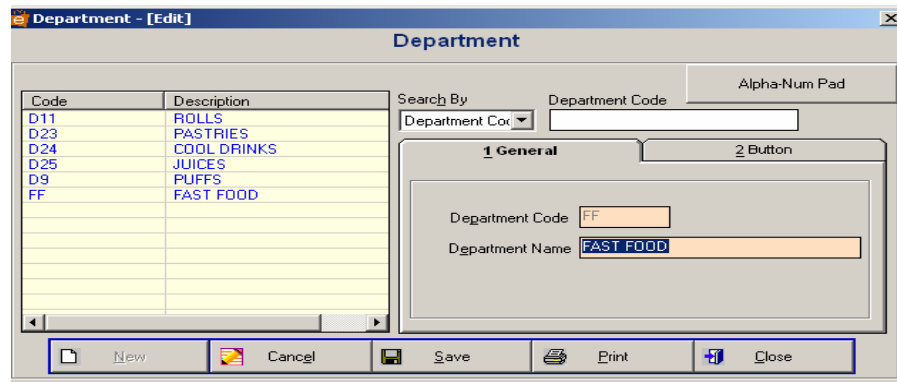 Department - [Edit]
Department
Alpha-Num Pad
Search By Department Code
Department Coc
Code Description
D11 ROLLS
D23 PASTRIES
D24 COOL DRINKS
D25 JUICES
D9 PUFFS
FF FAST FOOD
1 General 2 Button
Department Code FF
Department Name FAST FOOD
New Cancel Save Print Close